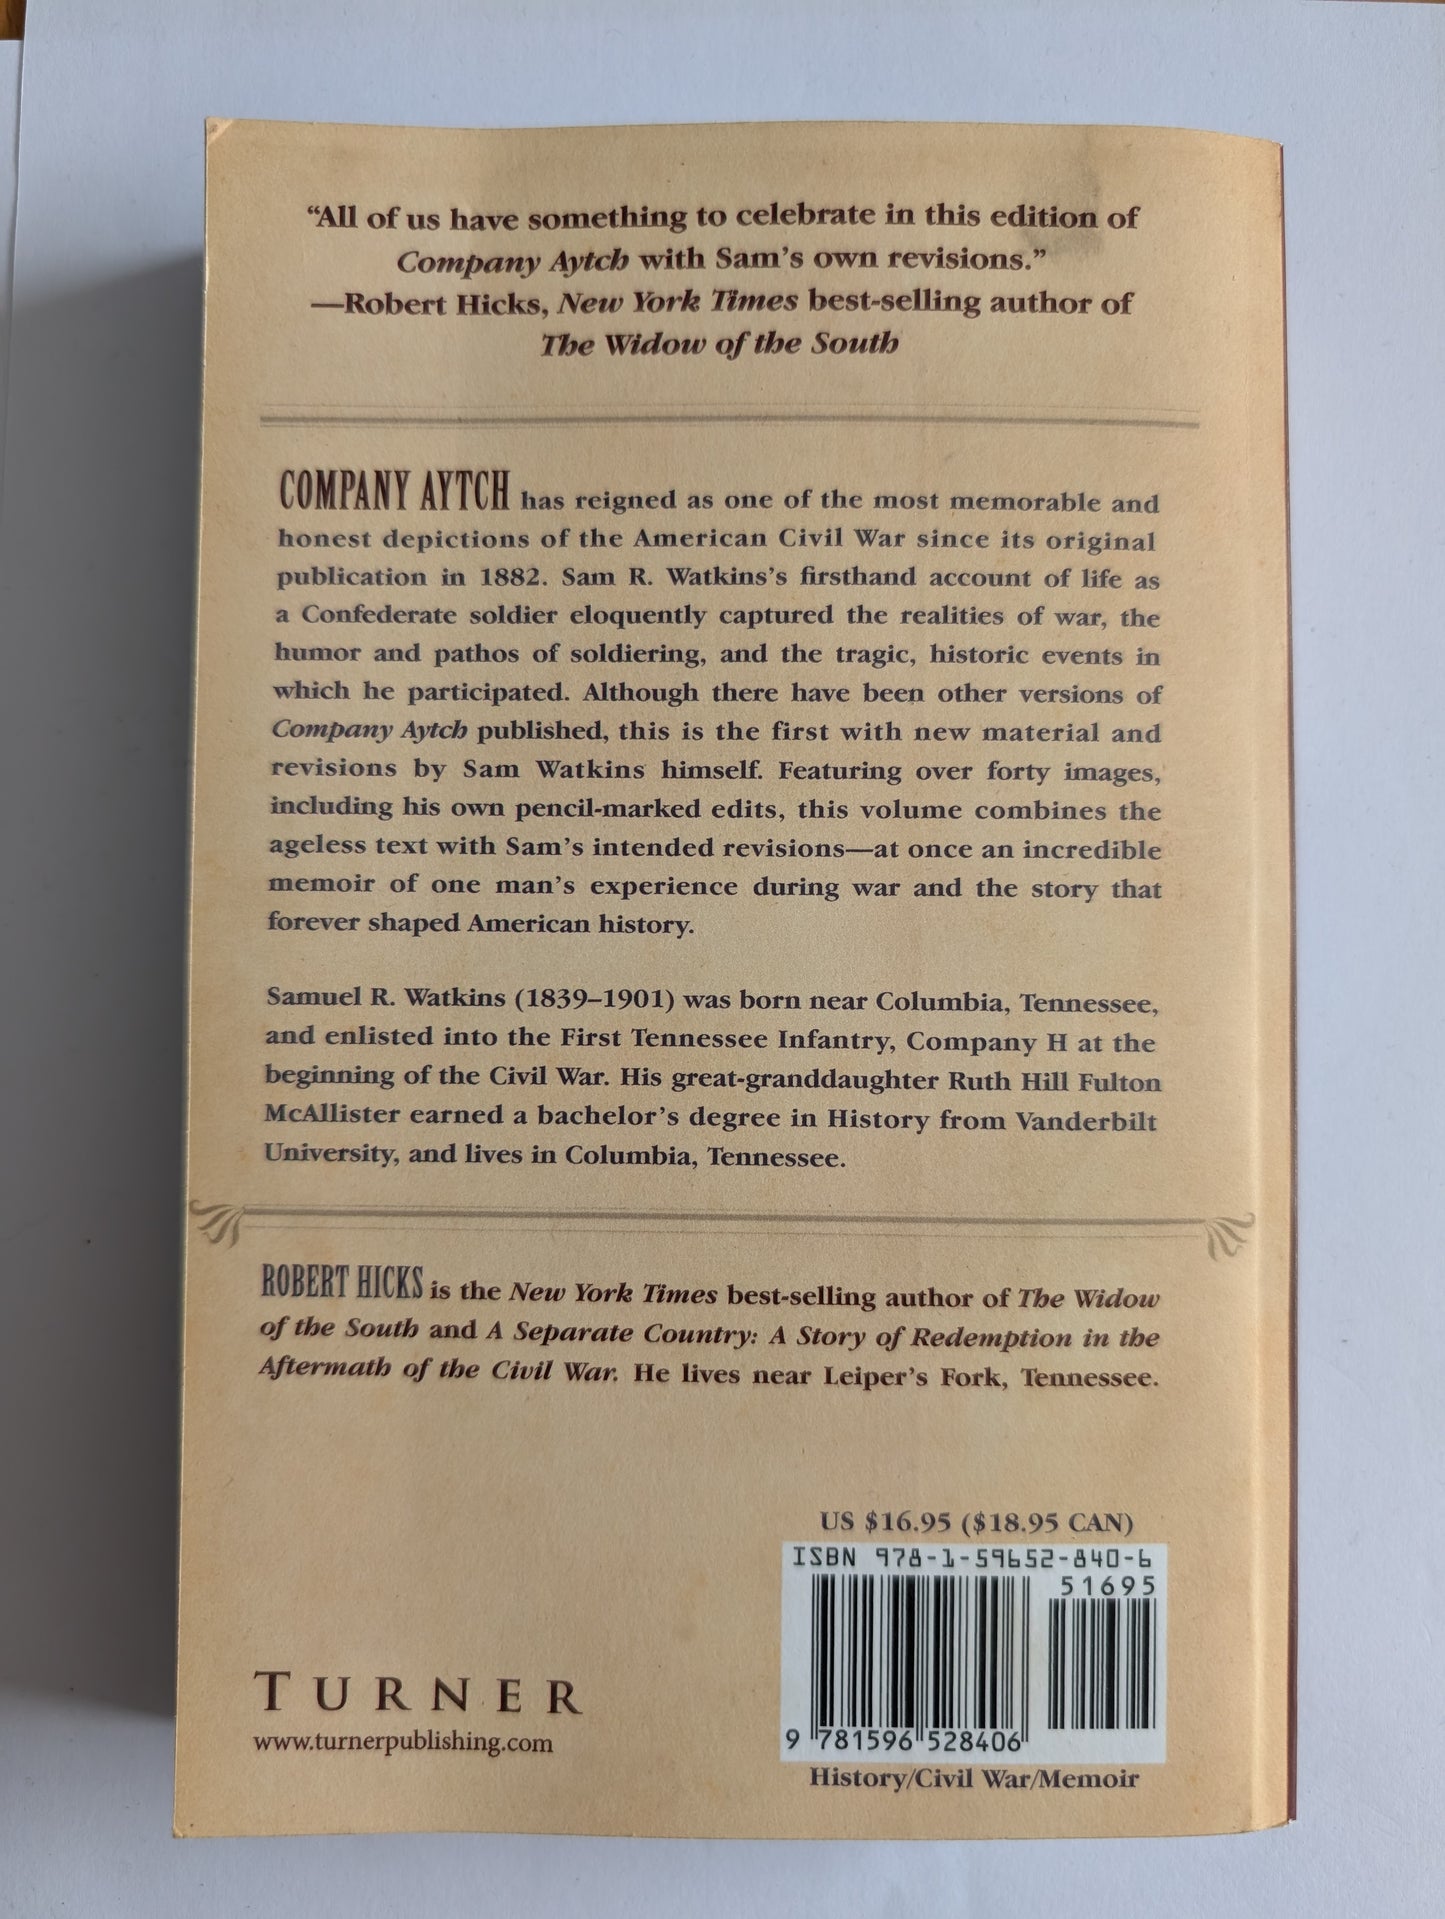 “All of us have something to celebrate in this edition of
Company Aytch with Sam’s own revisions.”
—Robert Hicks, New York Times best-selling author of
The Widow of the South
COMPANY AYTCH has reigned as one of the most memorable and
honest depictions of the American Civil War since its original
publication in 1882. Sam R. Watkins’s firsthand account of life as
a Confederate soldier eloquently captured the realities of war, the
humor and pathos of soldiering, and the tragic, historic events in
which he participated. Although there have been other versions of
Company Aytch published, this is the first with new material and
revisions by Sam Watkins himself. Featuring over forty images,
including his own pencil-marked edits, this volume combines the
ageless text with Sam’s intended revisions—at once an incredible
memoir of one man’s experience during war and the story that
forever shaped American history.
Samuel R. Watkins (1839–1901) was born near Columbia, Tennessee,
and enlisted into the First Tennessee Infantry, Company H at the
beginning of the Civil War. His great-granddaughter Ruth Hill Fulton
McAllister earned a bachelor’s degree in History from Vanderbilt
University, and lives in Columbia, Tennessee.
ROBERT HICKS is the New York Times best-selling author of The Widow
of the South and A Separate Country: A Story of Redemption in the
Aftermath of the Civil War. He lives near Leiper’s Fork, Tennessee.
US $16.95 ($18.95 CAN)
ISBN 978-1-59652-840-6
51695
9 781596 528406
History/Civil War/Memoir
TURNER
www.turnerpublishing.com